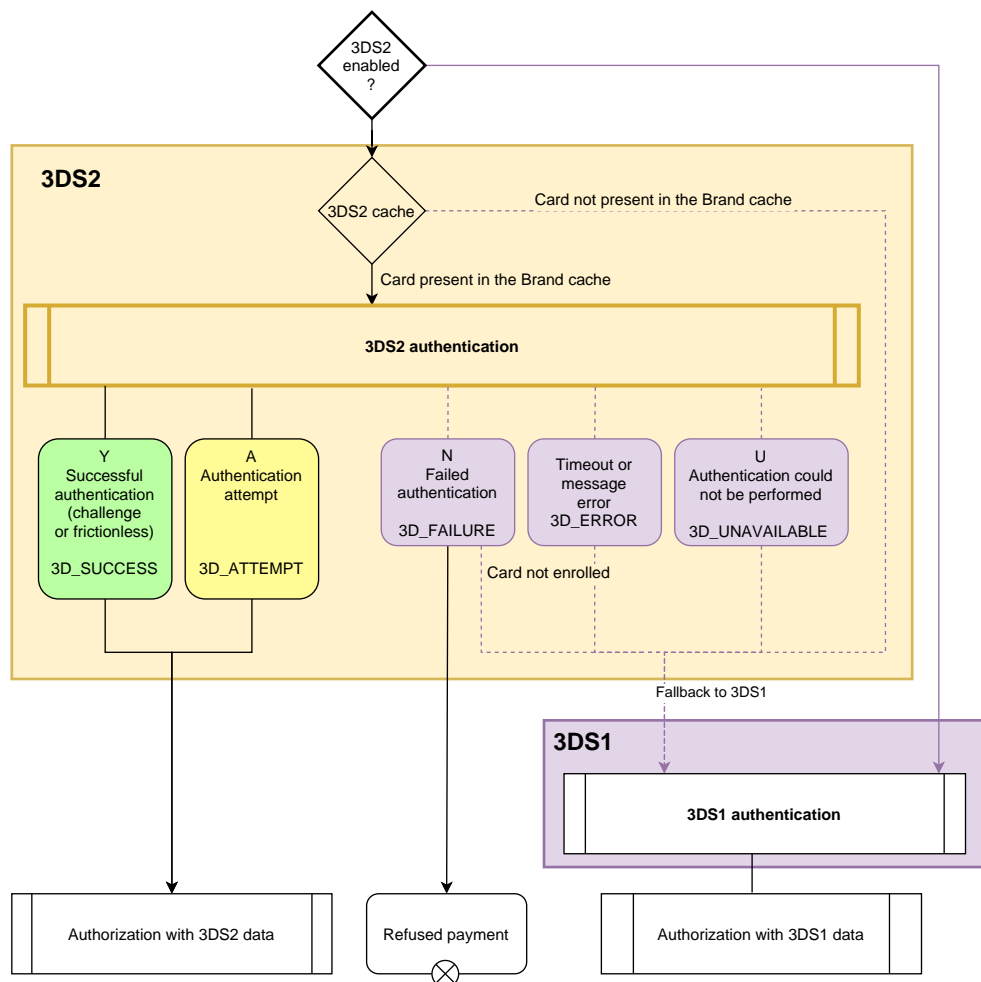 3DS2
enabled
?
3DS2
3DS2 cache
Card not present in the Brand cache
Card present in the Brand cache
3DS2 authentication
Y
Successful
authentication
(challenge
or frictionless)
3D_SUCCESS
A
Authentication
attempt
3D_ATTEMPT
N
Failed
authentication
3D_FAILURE
Timeout or
message
error
3D_ERROR
U
Authentication could
not be performed
3D_UNAVAILABLE
Card not enrolled
Fallback to 3DS1
3DS1
3DS1 authentication
Authorization with 3DS2 data
Refused payment
Authorization with 3DS1 data